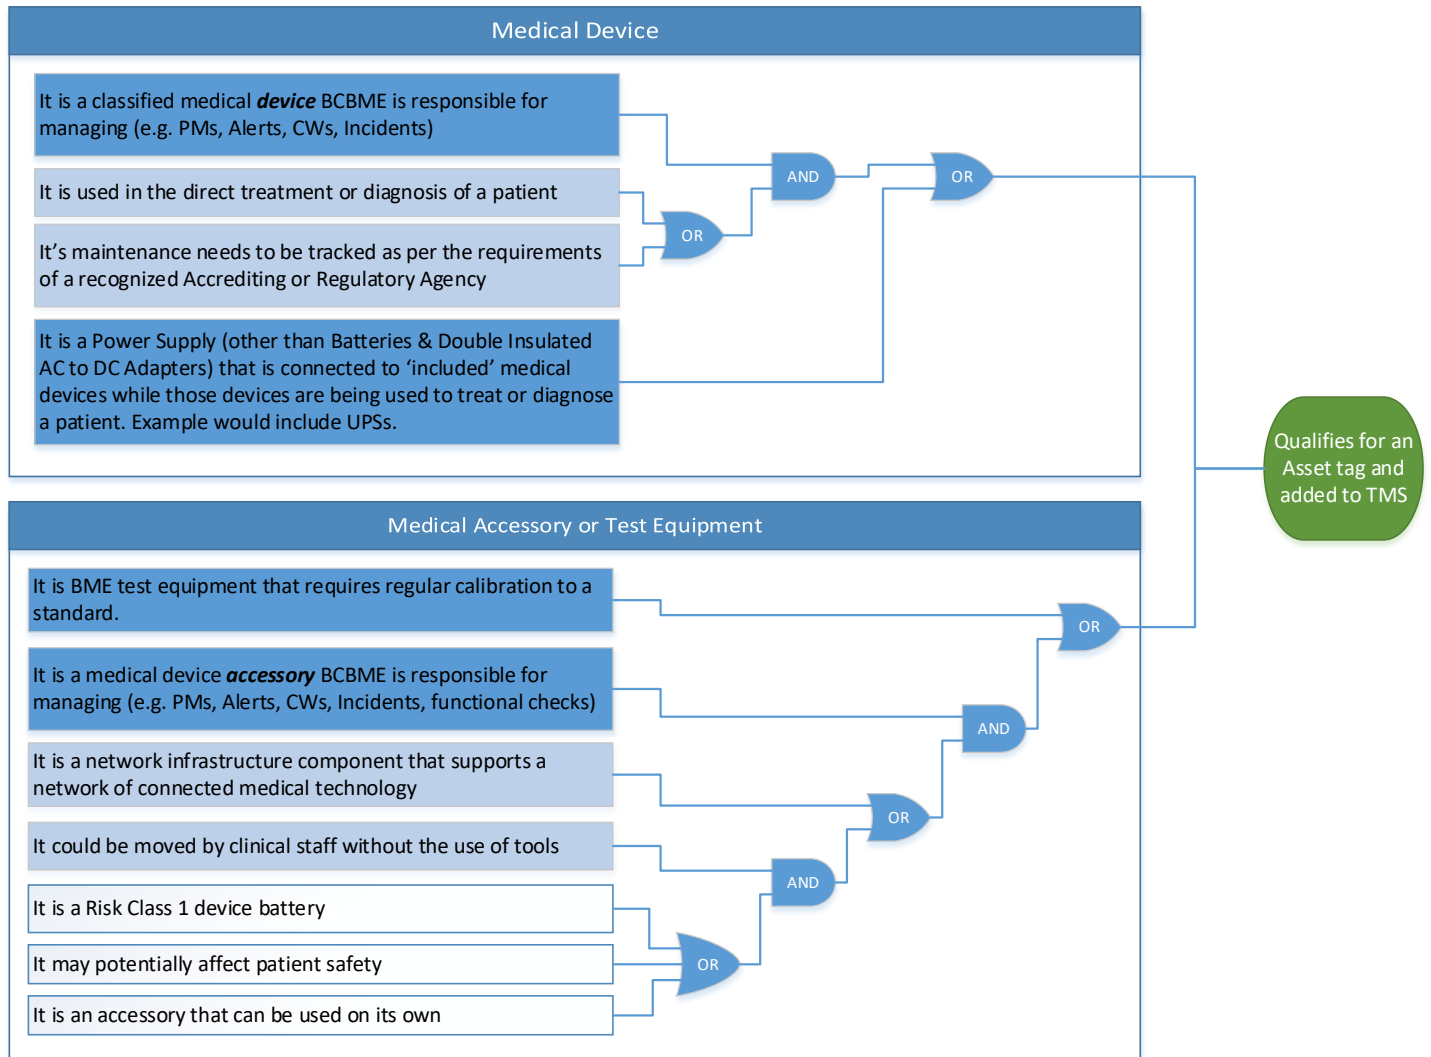 Medical Device
It is a classified medical device BCBME is responsible for
managing (e.g. PMs, Alerts, CWs, Incidents)
It is used in the direct treatment or diagnosis of a patient
It’s maintenance needs to be tracked as per the requirements
of a recognized Accrediting or Regulatory Agency
It is a Power Supply (other than Batteries & Double Insulated
AC to DC Adapters) that is connected to ‘included’ medical
devices while those devices are being used to treat or diagnose
a patient. Example would include UPSs.
OR
AND
OR
Medical Accessory or Test Equipment
It is BME test equipment that requires regular calibration to a
standard.
It is a medical device accessory BCBME is responsible for
managing (e.g. PMs, Alerts, CWs, Incidents, functional checks)
It is a network infrastructure component that supports a
network of connected medical technology
It could be moved by clinical staff without the use of tools
It is a Risk Class 1 device battery
It may potentially affect patient safety
It is an accessory that can be used on its own
OR
AND
OR
AND
OR
Qualifies for an
Asset tag and
added to TMS